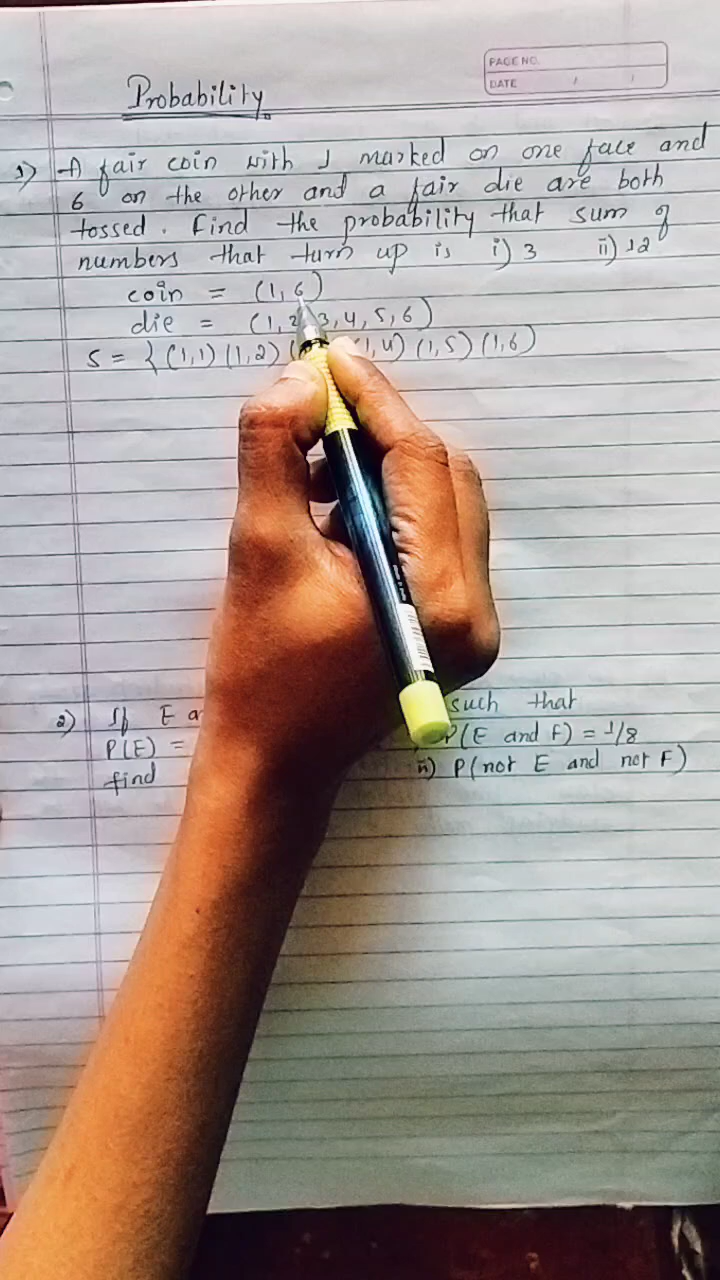 PAGE NO.
DATE / /
Probability
1) A fair coin with 1 marked on one face and
6 on the other and a fair die are both
tossed. Find the probability that sum of
numbers that turn up is i) 3 ii) 12
coin = (1,6)
die = (1,2,3,4,5,6)
S = { (1,1) (1,2) ( 1,4) (1,5) (1,6)
2) If E such that
P(E) = P(E and F) = 1/8
find ii) P(not E and not F)